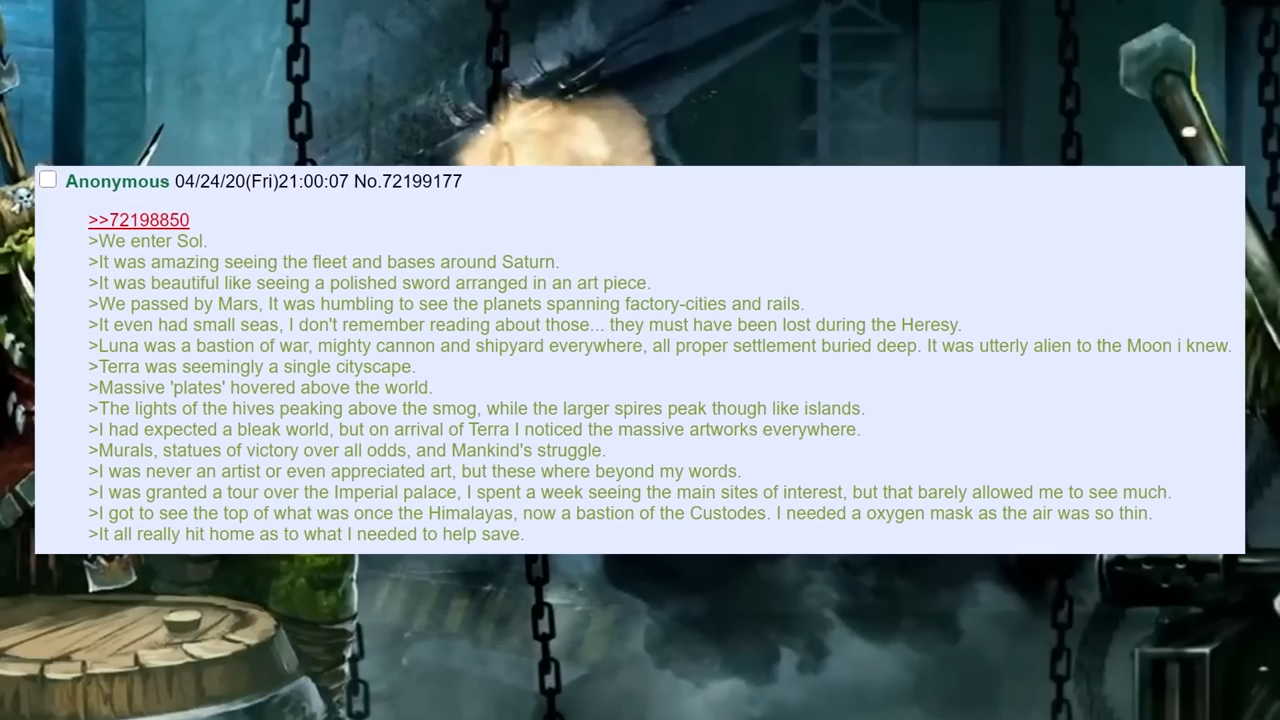 Anonymous 04/24/20(Fri)21:00:07 No.72199177
>>72198850
>We enter Sol.
>It was amazing seeing the fleet and bases around Saturn.
>It was beautiful like seeing a polished sword arranged in an art piece.
>We passed by Mars, It was humbling to see the planets spanning factory-cities and rails.
>It even had small seas, I don't remember reading about those... they must have been lost during the Heresy.
>Luna was a bastion of war, mighty cannon and shipyard everywhere, all proper settlement buried deep. It was utterly alien to the Moon i knew.
>Terra was seemingly a single cityscape.
>Massive 'plates' hovered above the world.
>The lights of the hives peaking above the smog, while the larger spires peak though like islands.
>I had expected a bleak world, but on arrival of Terra I noticed the massive artworks everywhere.
>Murals, statues of victory over all odds, and Mankind's struggle.
>I was never an artist or even appreciated art, but these where beyond my words.
>I was granted a tour over the Imperial palace, I spent a week seeing the main sites of interest, but that barely allowed me to see much.
>I got to see the top of what was once the Himalayas, now a bastion of the Custodes. I needed a oxygen mask as the air was so thin.
>It all really hit home as to what I needed to help save.